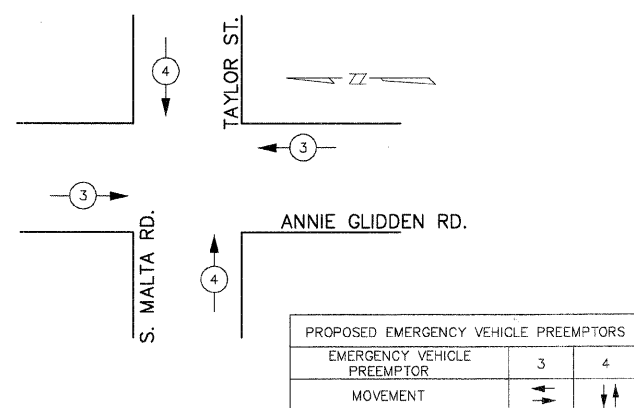 TAYLOR ST.
4
N
3
3
ANNIE GLIDDEN RD.
S. MALTA RD.
4
PROPOSED EMERGENCY VEHICLE PREEMPTORS
EMERGENCY VEHICLE PREEMPTOR 3 4
MOVEMENT